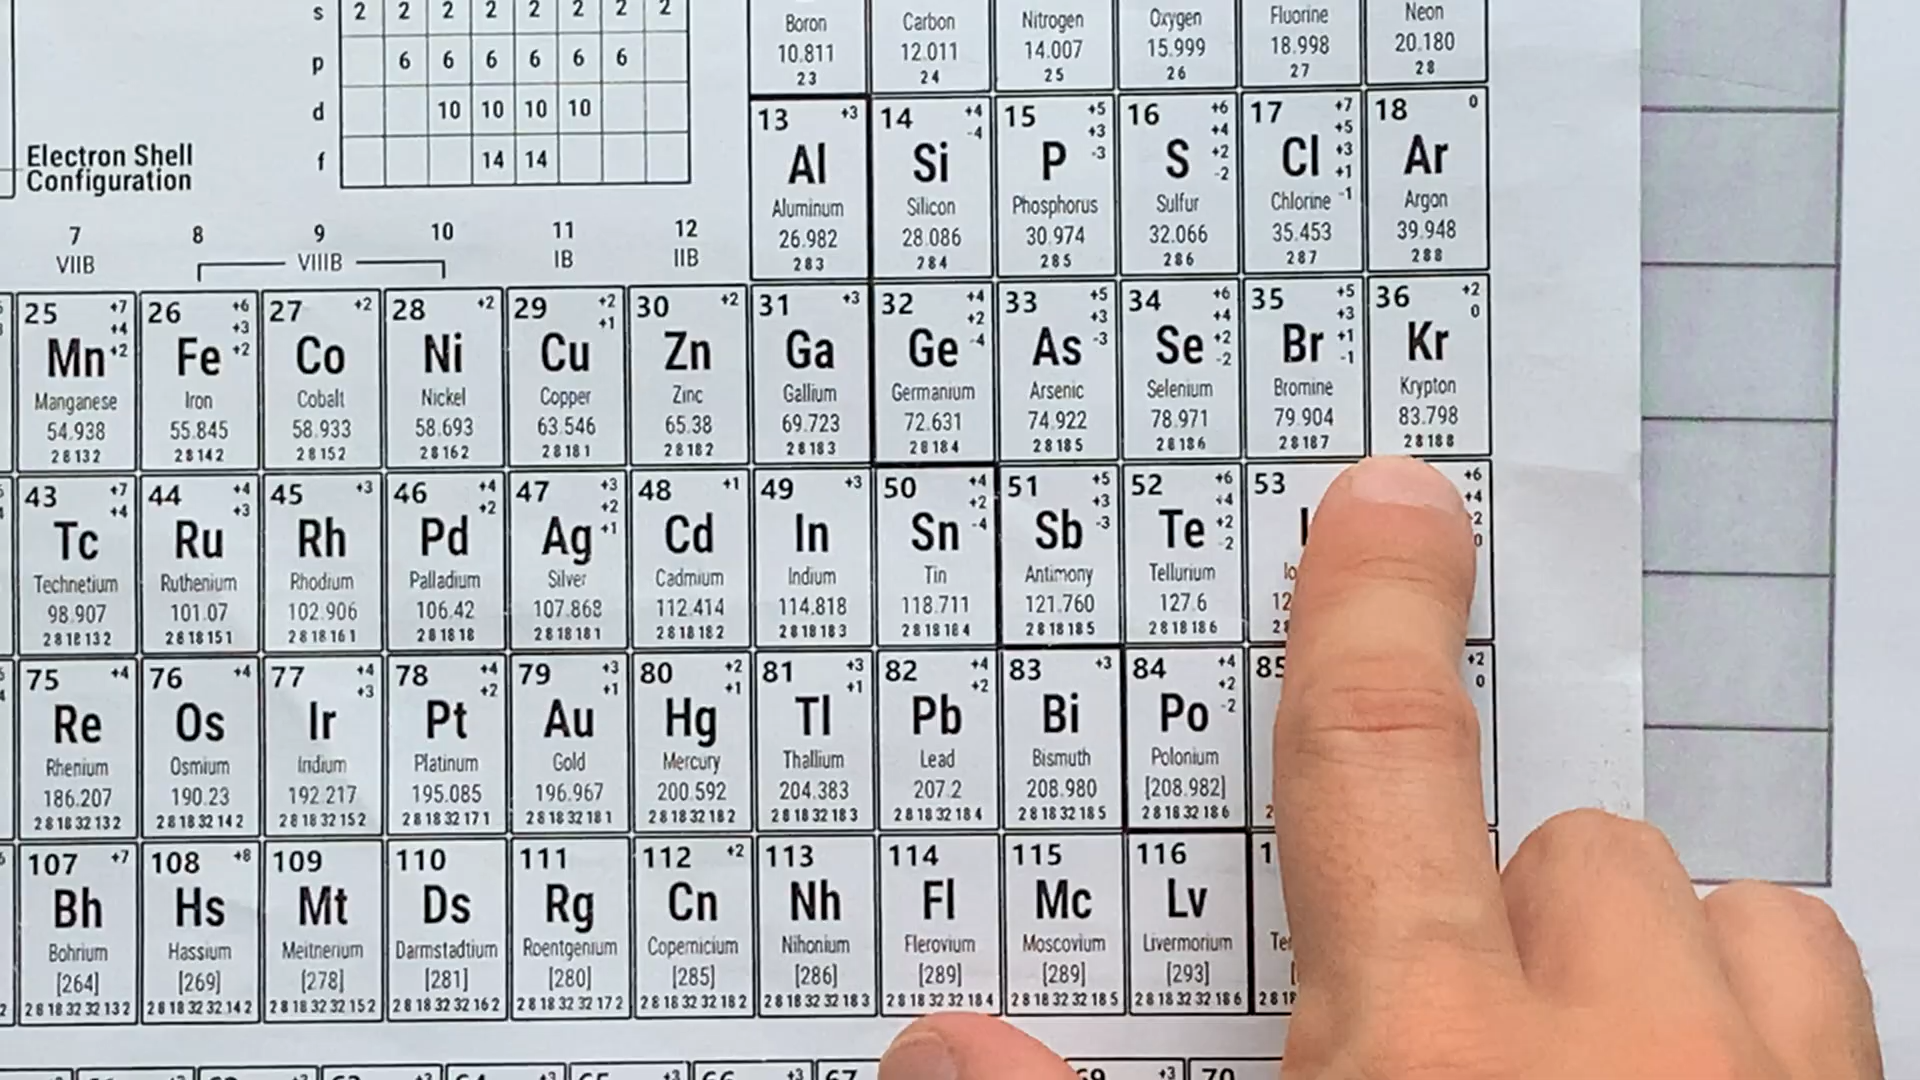 s 2 2 2 2 2 2 2 2
p 6 6 6 6 6 6
d 10 10 10 10
f 14 14
Electron Shell
Configuration
Boron Carbon Nitrogen Oxygen Fluorine Neon
10.811 12.011 14.007 15.999 18.998 20.180
2 3 2 4 2 5 2 6 2 7 2 8
13 +3 14 +4 -4 15 +5 +3 -3 16 +6 +4 +2 -2 17 +7 +5 +3 +1 -1 18 0
Al Si P S Cl Ar
Aluminum Silicon Phosphorus Sulfur Chlorine Argon
26.982 28.086 30.974 32.066 35.453 39.948
2 8 3 2 8 4 2 8 5 2 8 6 2 8 7 2 8 8
7 8 9 10 11 12
VIIB VIIIB IB IIB
25 +7 +4 +2 26 +6 +3 +2 27 +2 28 +2 29 +2 +1 30 +2 31 +3 32 +4 +2 -4 33 +5 +3 -3 34 +6 +4 +2 -2 35 +5 +3 +1 -1 36 +2 0
Mn Fe Co Ni Cu Zn Ga Ge As Se Br Kr
Manganese Iron Cobalt Nickel Copper Zinc Gallium Germanium Arsenic Selenium Bromine Krypton
54.938 55.845 58.933 58.693 63.546 65.38 69.723 72.631 74.922 78.971 79.904 83.798
2 8 13 2 2 8 14 2 2 8 15 2 2 8 16 2 2 8 18 1 2 8 18 2 2 8 18 3 2 8 18 4 2 8 18 5 2 8 18 6 2 8 18 7 2 8 18 8
43 +7 +4 44 +4 +3 45 +3 46 +4 +2 47 +3 +2 +1 48 +1 49 +3 50 +4 +2 -4 51 +5 +3 -3 52 +6 +4 +2 -2 53 +6 +4
Tc Ru Rh Pd Ag Cd In Sn Sb Te I
Technetium Ruthenium Rhodium Palladium Silver Cadmium Indium Tin Antimony Tellurium
98.907 101.07 102.906 106.42 107.868 112.414 114.818 118.711 121.760 127.6
2 8 18 13 2 2 8 18 15 1 2 8 18 16 1 2 8 18 18 2 8 18 18 1 2 8 18 18 2 2 8 18 18 3 2 8 18 18 4 2 8 18 18 5 2 8 18 18 6
75 +4 76 +4 77 +4 +3 78 +4 +2 79 +3 +1 80 +2 +1 81 +3 +1 82 +4 +2 83 +3 84 +4 +2 -2 85 +2 0
Re Os Ir Pt Au Hg Tl Pb Bi Po
Rhenium Osmium Iridium Platinum Gold Mercury Thallium Lead Bismuth Polonium
186.207 190.23 192.217 195.085 196.967 200.592 204.383 207.2 208.980 [208.982]
2 8 18 32 13 2 2 8 18 32 14 2 2 8 18 32 15 2 2 8 18 32 17 1 2 8 18 32 18 1 2 8 18 32 18 2 2 8 18 32 18 3 2 8 18 32 18 4 2 8 18 32 18 5 2 8 18 32 18 6
107 +7 108 +8 109 110 111 112 +2 113 114 115 116
Bh Hs Mt Ds Rg Cn Nh Fl Mc Lv
Bohrium Hassium Meitnerium Darmstadtium Roentgenium Copernicium Nihonium Flerovium Moscovium Livermorium
[264] [269] [278] [281] [280] [285] [286] [289] [289] [293]
2 8 18 32 32 13 2 2 8 18 32 32 14 2 2 8 18 32 32 15 2 2 8 18 32 32 16 2 2 8 18 32 32 17 2 2 8 18 32 32 18 2 2 8 18 32 32 18 3 2 8 18 32 32 18 4 2 8 18 32 32 18 5 2 8 18 32 32 18 6
+3 +3 66 +3 67 69 +3 70